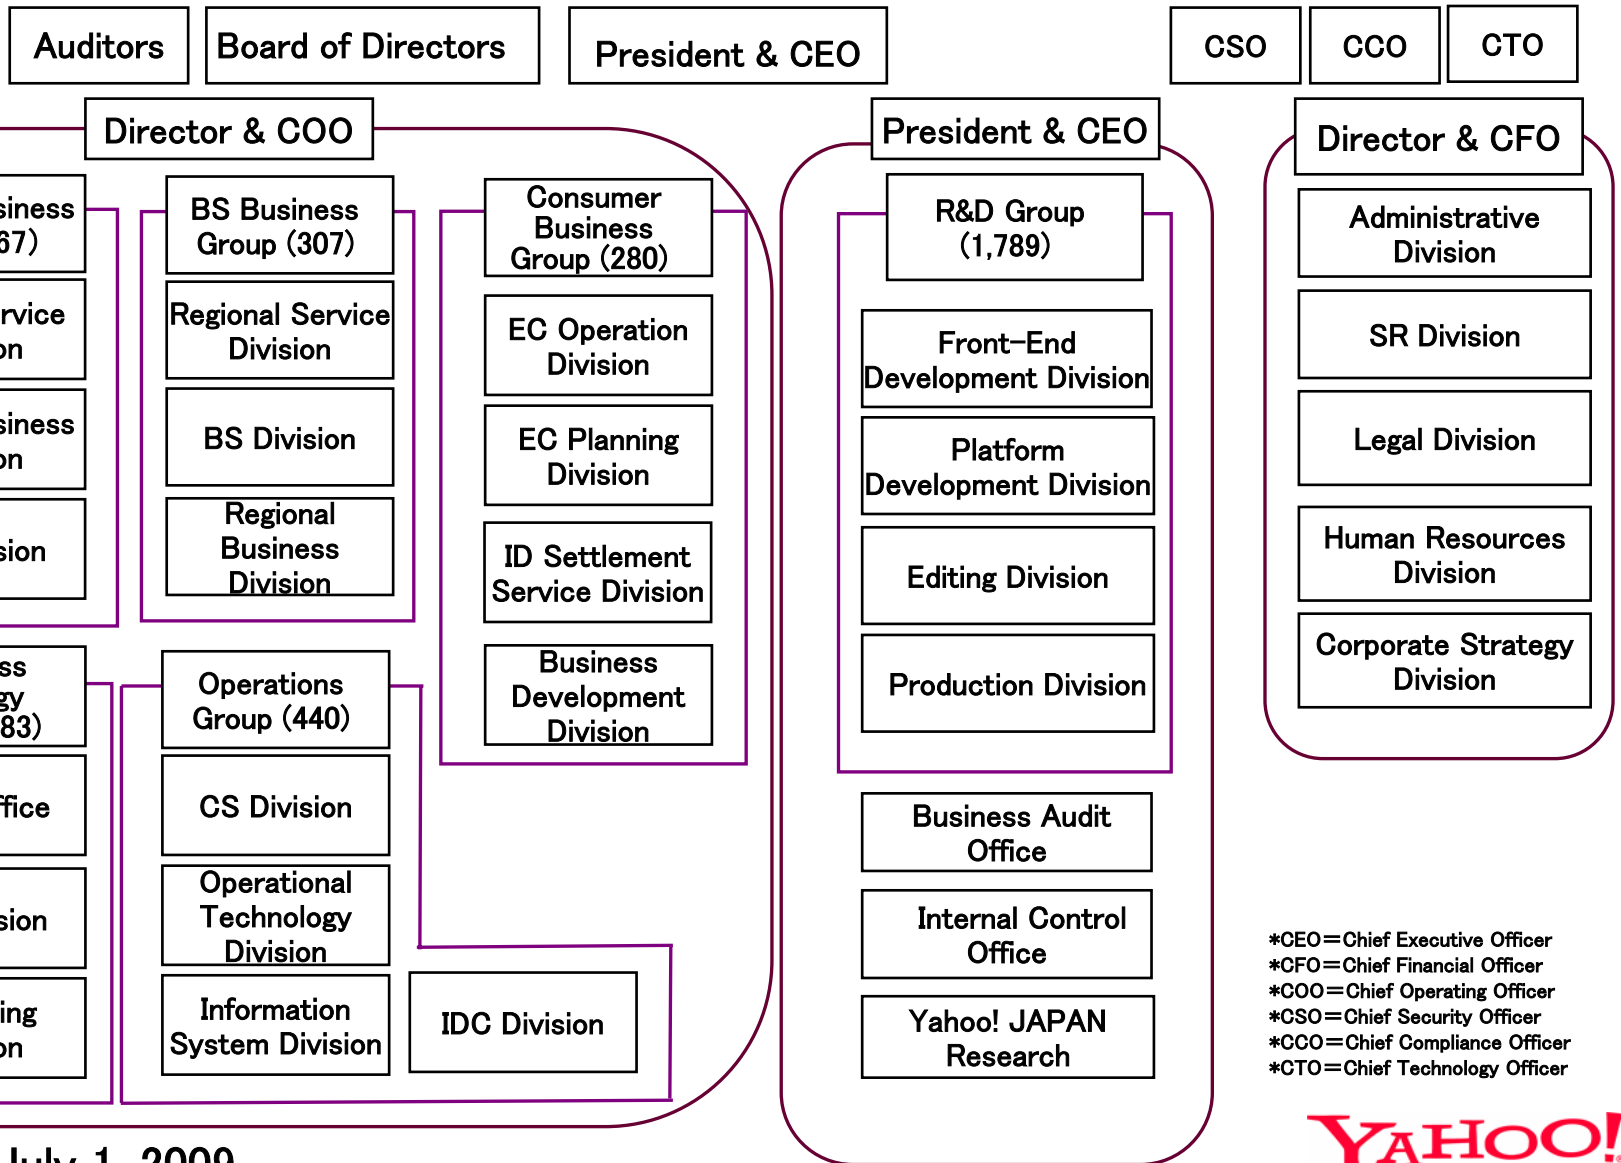 Auditors
Board of Directors
President & CEO
CSO
CCO
CTO
Director & COO
President & CEO
Director & CFO
BS Business
Group (307)
Regional Service
Division
BS Division
Regional
Business
Division
Consumer
Business
Group (280)
EC Operation
Division
EC Planning
Division
ID Settlement
Service Division
Business
Development
Division
83)
Operations
Group (440)
CS Division
Operational
Technology
Division
Information
System Division
IDC Division
R&D Group
(1,789)
Front-End
Development Division
Platform
Development Division
Editing Division
Production Division
Business Audit
Office
Internal Control
Office
Yahoo! JAPAN
Research
Administrative
Division
SR Division
Legal Division
Human Resources
Division
Corporate Strategy
Division
*CEO=Chief Executive Officer
*CFO=Chief Financial Officer
*COO=Chief Operating Officer
*CSO=Chief Security Officer
*CCO=Chief Compliance Officer
*CTO=Chief Technology Officer
July 1, 2009
YAHOO!